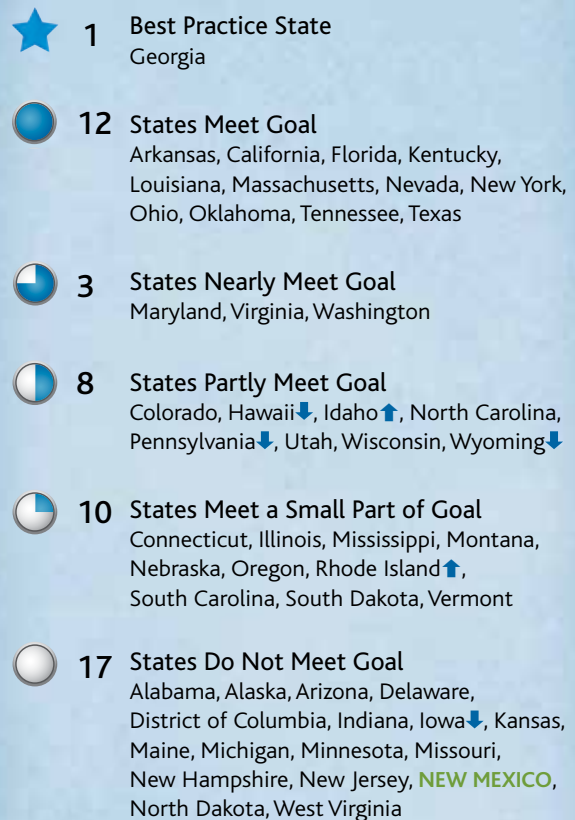 1 Best Practice State
Georgia
12 States Meet Goal
Arkansas, California, Florida, Kentucky,
Louisiana, Massachusetts, Nevada, New York,
Ohio, Oklahoma, Tennessee, Texas
3 States Nearly Meet Goal
Maryland, Virginia, Washington
8 States Partly Meet Goal
Colorado, Hawaii⬇, Idaho⬆, North Carolina,
Pennsylvania⬇, Utah, Wisconsin, Wyoming⬇
10 States Meet a Small Part of Goal
Connecticut, Illinois, Mississippi, Montana,
Nebraska, Oregon, Rhode Island⬆,
South Carolina, South Dakota, Vermont
17 States Do Not Meet Goal
Alabama, Alaska, Arizona, Delaware,
District of Columbia, Indiana, Iowa⬇, Kansas,
Maine, Michigan, Minnesota, Missouri,
New Hampshire, New Jersey, NEW MEXICO,
North Dakota, West Virginia